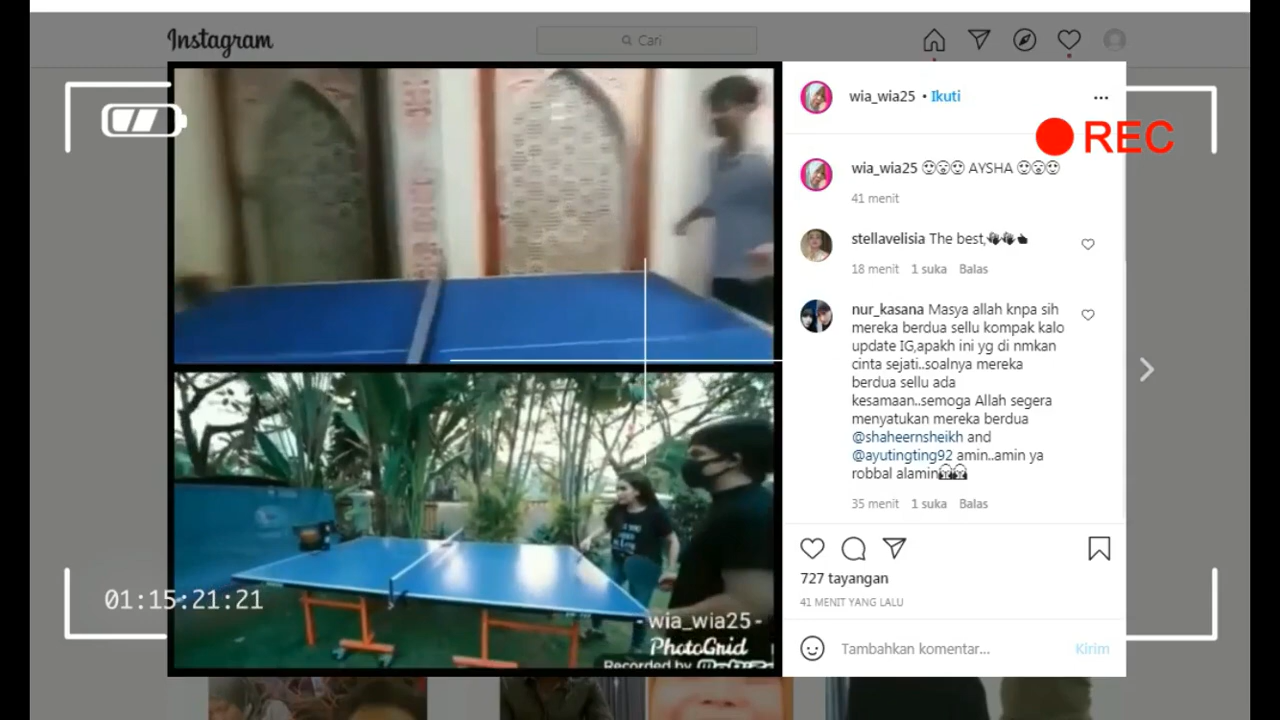 Instagram
Cari
wia_wia25 • Ikuti
REC
wia_wia25 AYSHA
41 menit
stellavelisia The best,
18 menit 1 suka Balas
nur_kasana Masya allah knpa sih
mereka berdua sellu kompak kalo
update IG,apakh ini yg di nmkan
cinta sejati..soalnya mereka
berdua sellu ada
kesamaan..semoga Allah segera
menyatukan mereka berdua
@shaheernsheikh and
@ayutingting92 amin..amin ya
robbal alamin
35 menit 1 suka Balas
727 tayangan
41 MENIT YANG LALU
Tambahkan komentar... Kirim
01:15:21:21
- wia_wia25 -
PhotoGrid
Recorded by